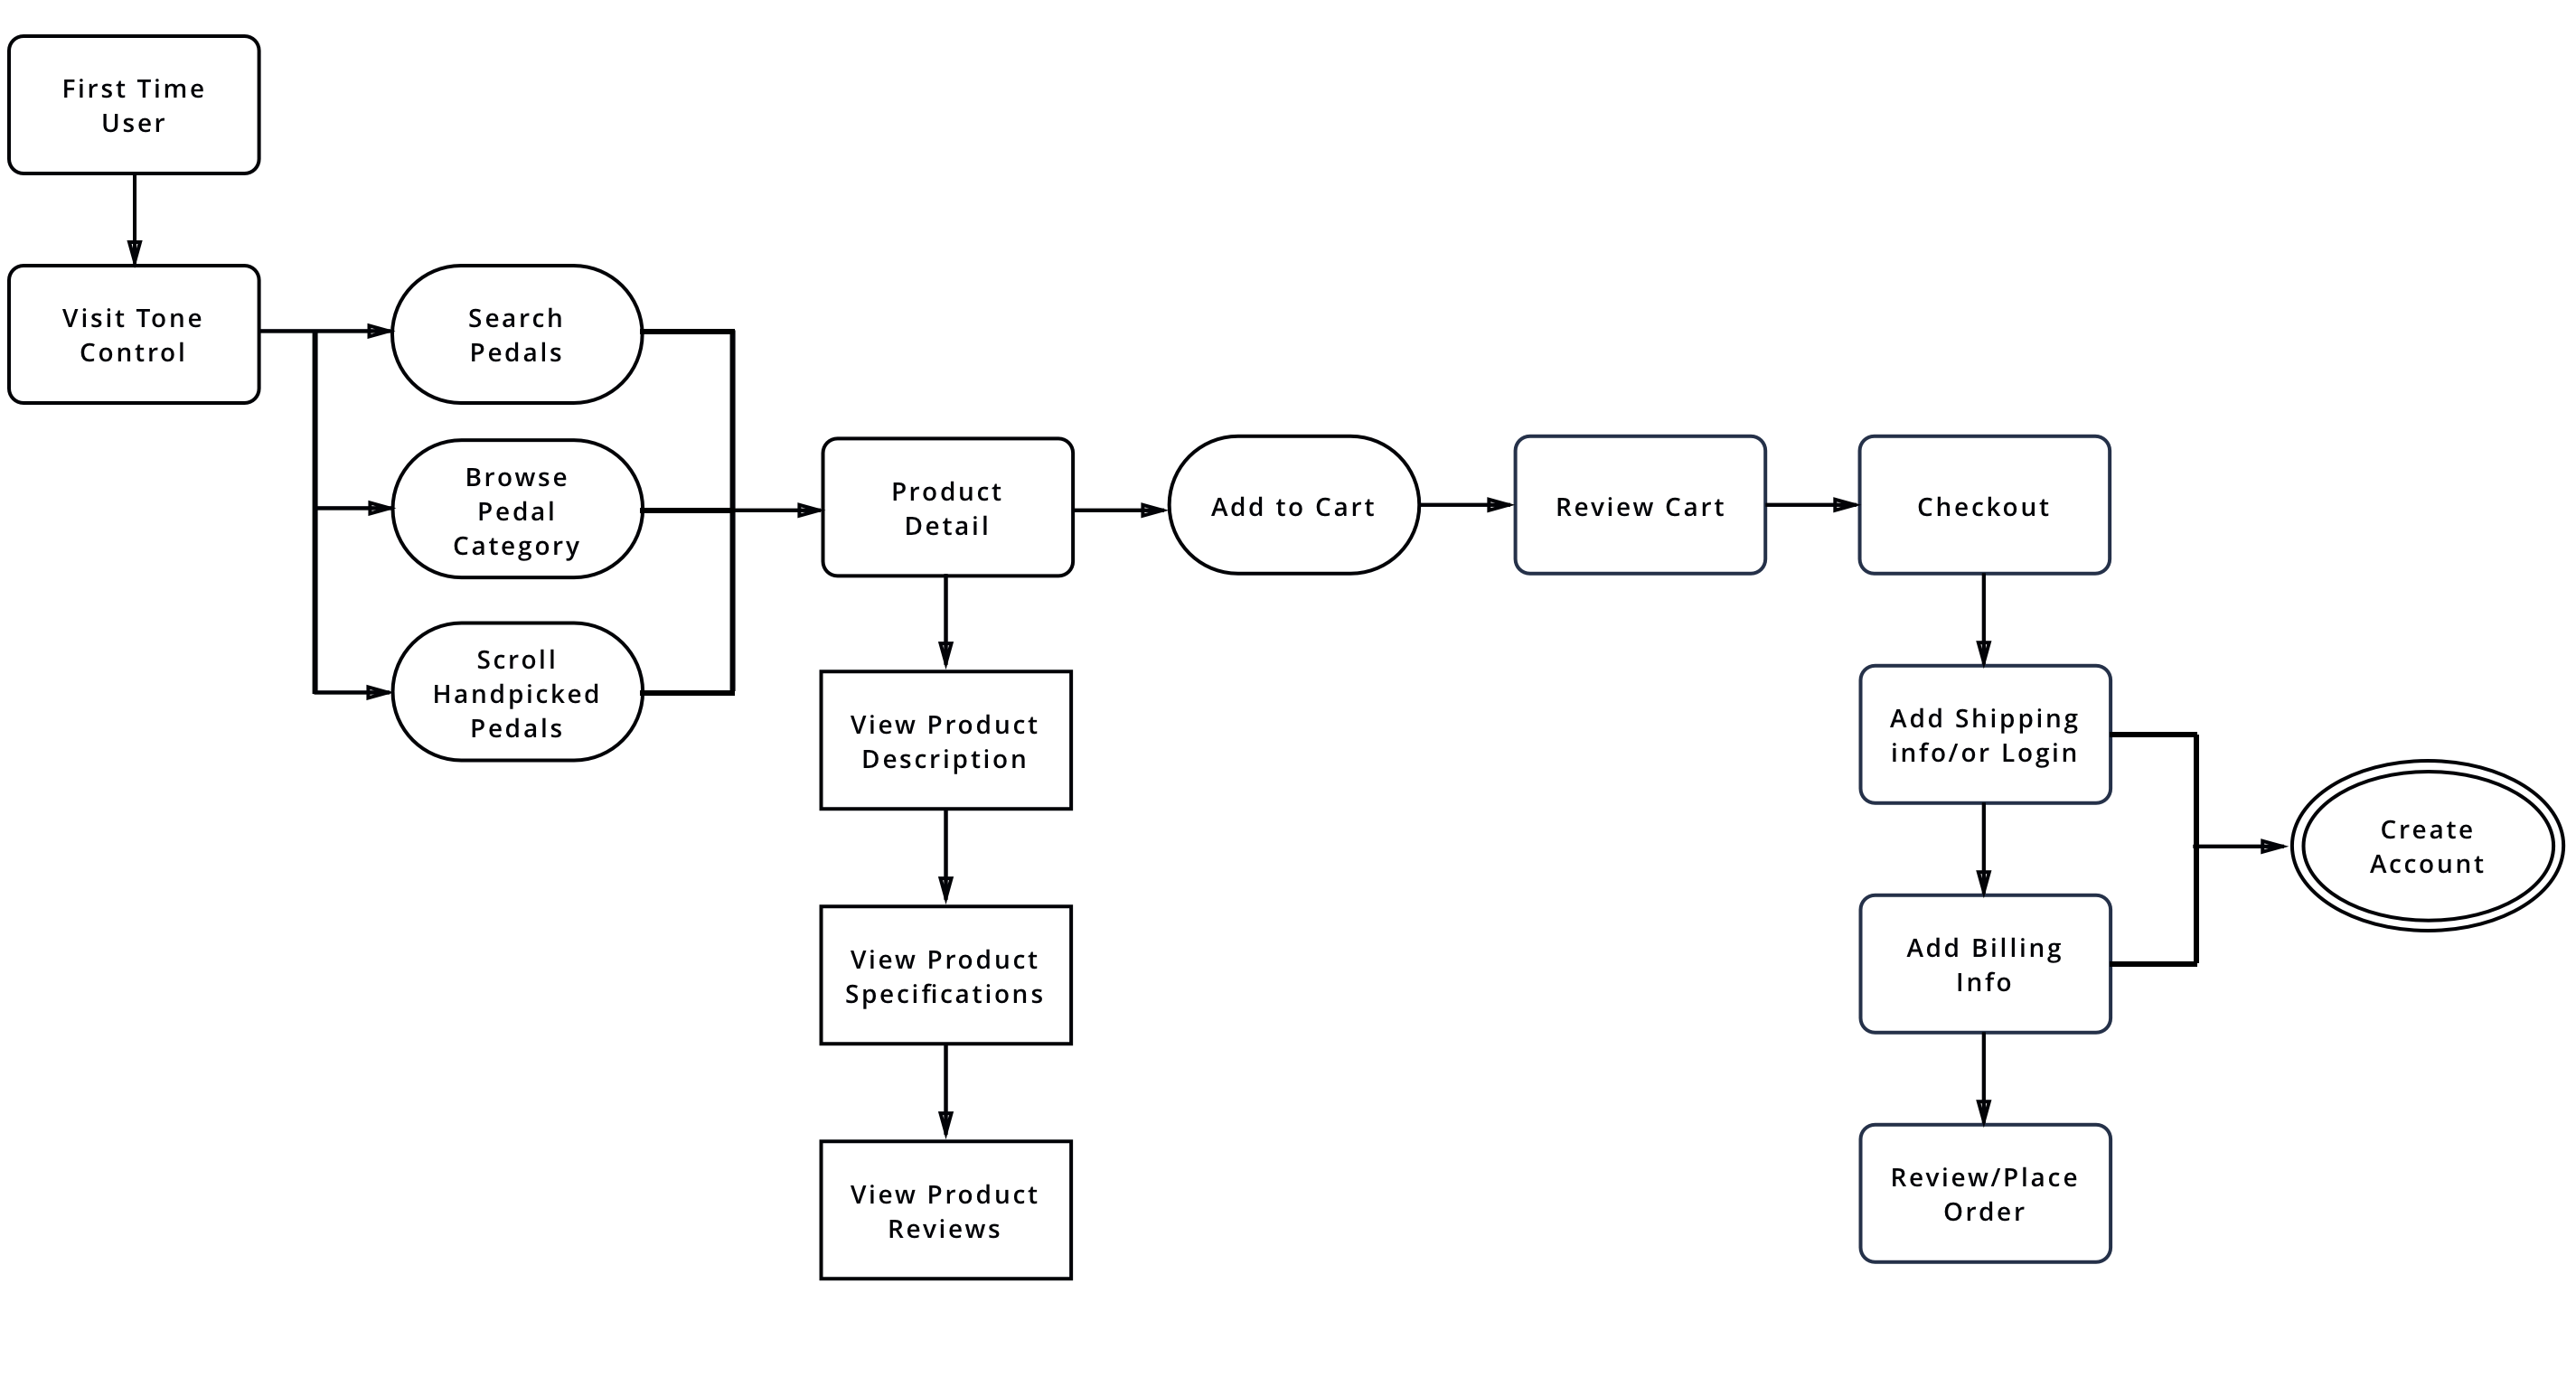 First Time
User
Visit Tone
Control
Search
Pedals
Browse
Pedal
Category
Scroll
Handpicked
Pedals
Product
Detail
View Product
Description
View Product
Specifications
View Product
Reviews
Add to Cart
Review Cart
Checkout
Add Shipping
info/or Login
Add Billing
Info
Review/Place
Order
Create
Account